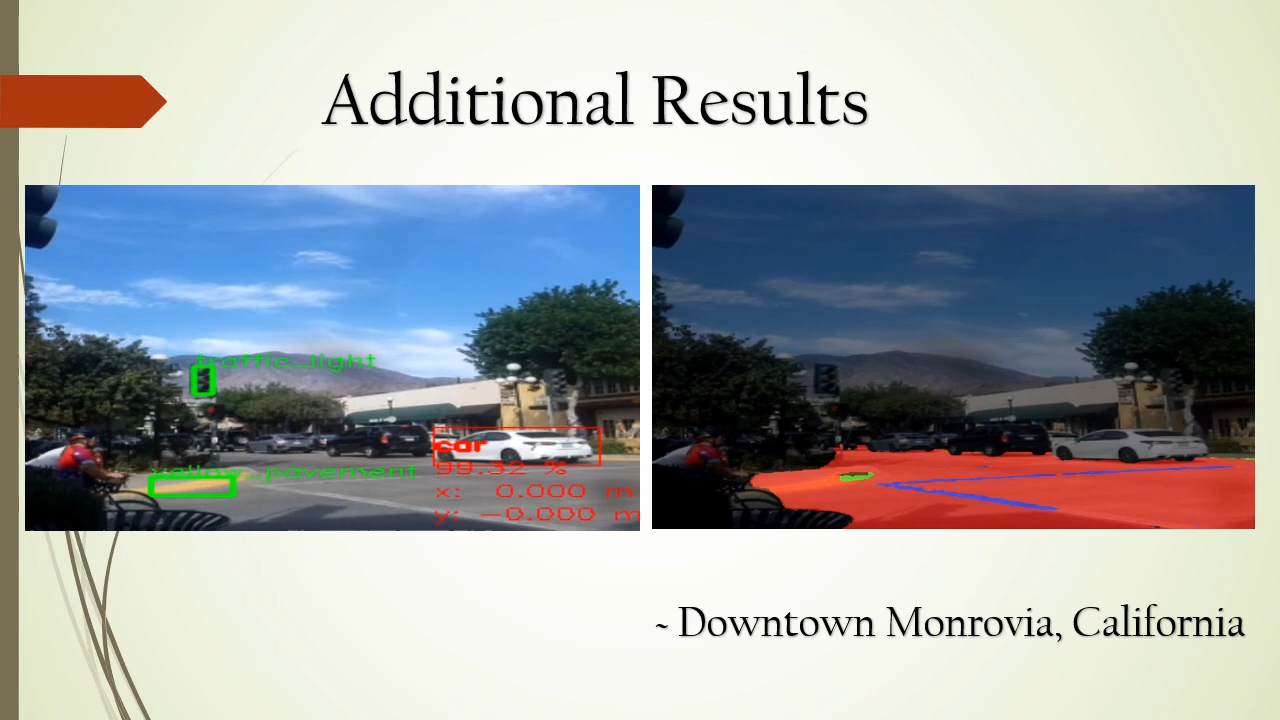 Additional Results
traffic_light
car
99.32 %
yellow_pavement
x: 0.000 m
y: −0.000 m
~ Downtown Monrovia, California